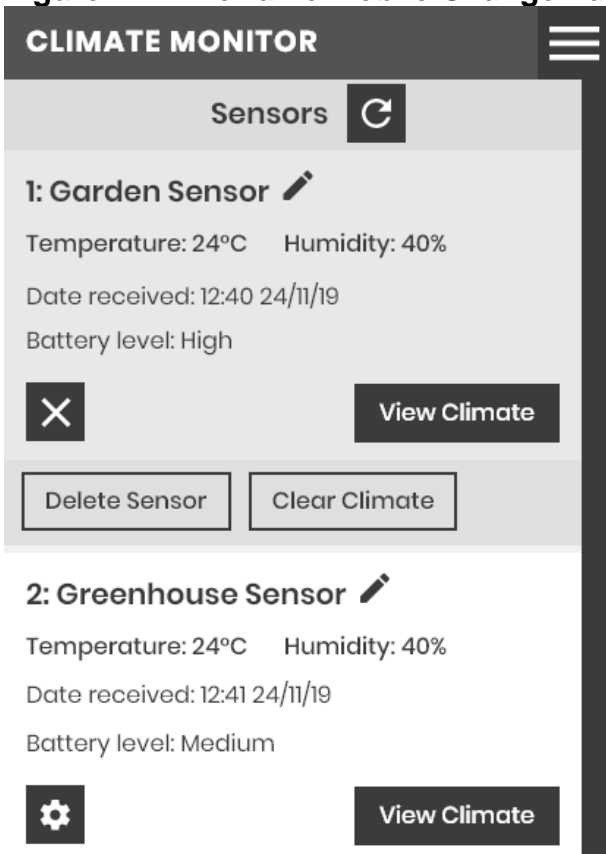 CLIMATE MONITOR
Sensors
1: Garden Sensor
Temperature: 24°C Humidity: 40%
Date received: 12:40 24/11/19
Battery level: High
View Climate
Delete Sensor Clear Climate
2: Greenhouse Sensor
Temperature: 24°C Humidity: 40%
Date received: 12:41 24/11/19
Battery level: Medium
View Climate